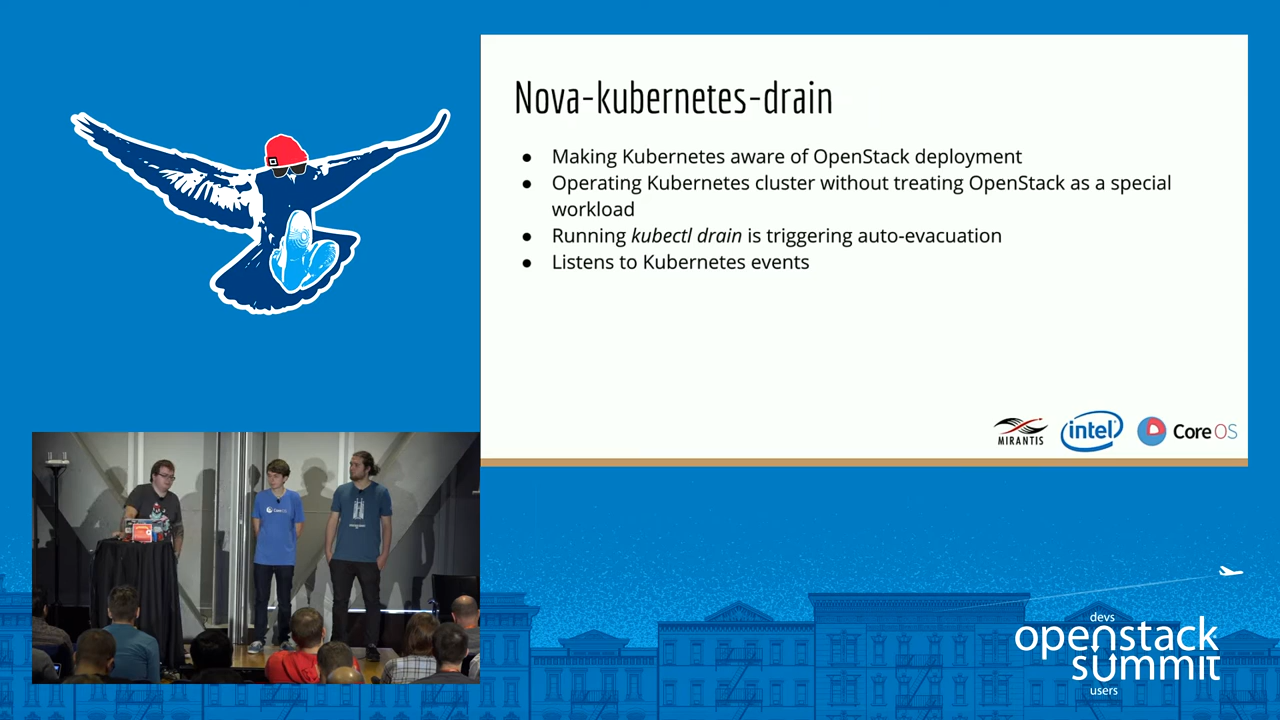 Nova-kubernetes-drain
● Making Kubernetes aware of OpenStack deployment
● Operating Kubernetes cluster without treating OpenStack as a special
workload
● Running kubectl drain is triggering auto-evacuation
● Listens to Kubernetes events
MIRANTIS
intel
CoreOS
CoreOS
devs
openstack
summit
users